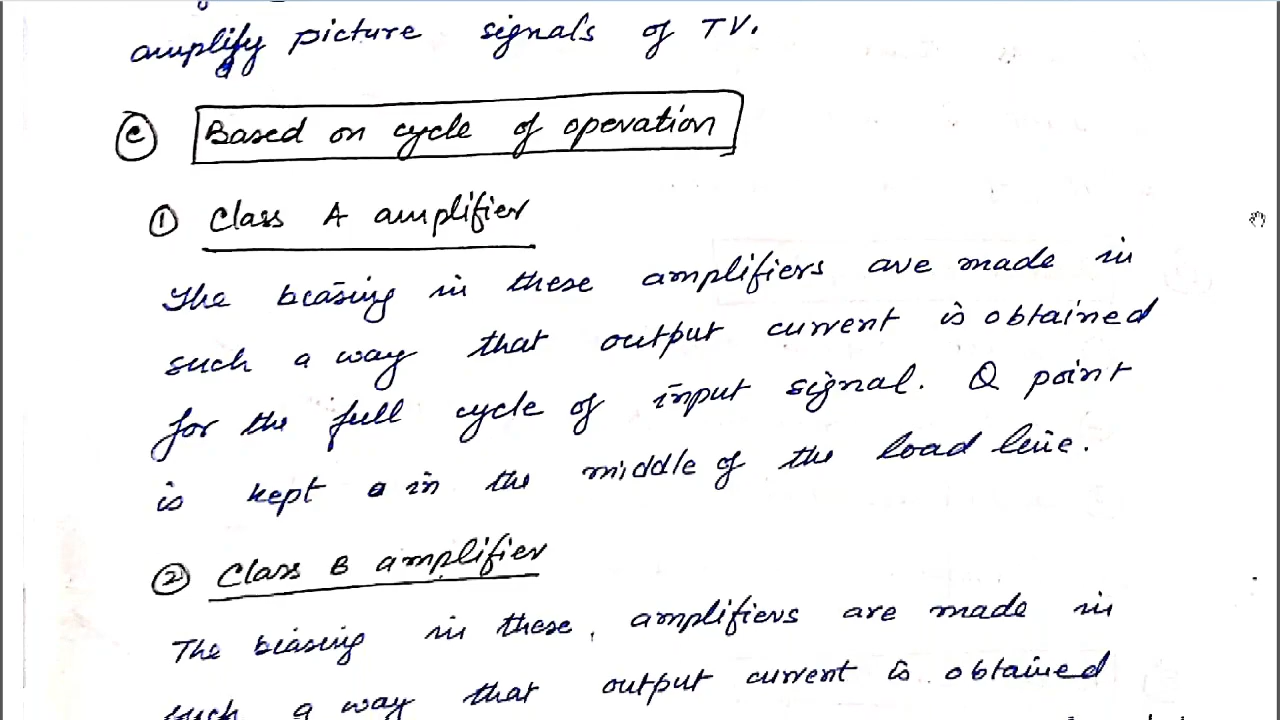 amplify picture signals of TV.
(c) Based on cycle of operation
① Class A amplifier
The biasing in these amplifiers are made in
such a way that output current is obtained
for the full cycle of input signal. Q point
is kept in the middle of the load line.
② Class B amplifier
The biasing in these amplifiers are made in
such a way that output current is obtained